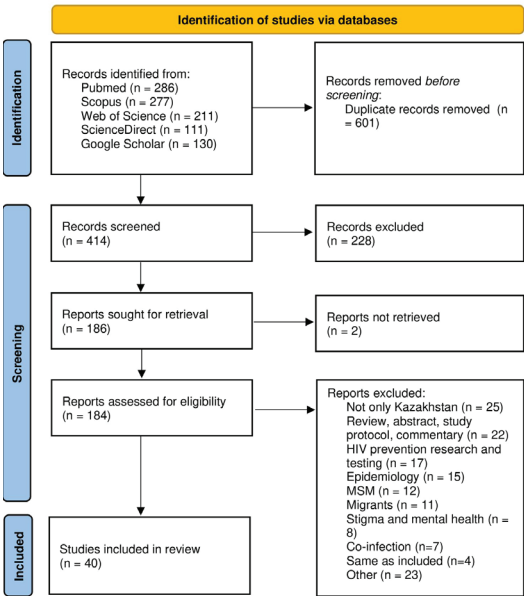 Identification of studies via databases
Identification
Records identified from:
Pubmed (n = 286)
Scopus (n = 277)
Web of Science (n = 211)
ScienceDirect (n = 111)
Google Scholar (n = 130)
Records removed before
screening:
Duplicate records removed (n
= 601)
Screening
Records screened
(n = 414)
Records excluded
(n = 228)
Reports sought for retrieval
(n = 186)
Reports not retrieved
(n = 2)
Reports assessed for eligibility
(n = 184)
Reports excluded:
Not only Kazakhstan (n = 25)
Review, abstract, study
protocol, commentary (n = 22)
HIV prevention research and
testing (n = 17)
Epidemiology (n = 15)
MSM (n = 12)
Migrants (n = 11)
Stigma and mental health (n =
8)
Co-infection (n=7)
Same as included (n=4)
Other (n = 23)
Included
Studies included in review
(n = 40)